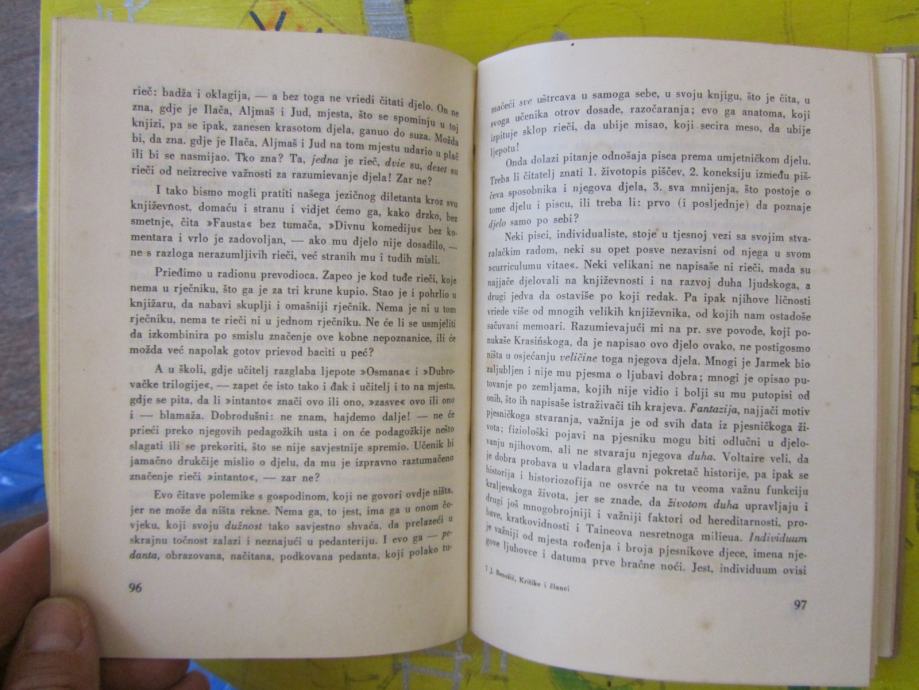 rieč: badža i oklagija, — a bez toga ne vriedi čitati djelo. On ne
zna, gdje je Ilača, Aljmaš i Jud, mjesta, što se spominju u toj
knjizi, pa se ipak, zanesen krasotom djela, ganuo do suza. Možda
bi, da zna, gdje je Ilača, Aljmaš i Jud na tom mjestu udario u plač
ili bi se nasmijao. Tko zna? Ta, jedna je rieč, dvie su, deset su
rieči od neizrecive važnosti za razumievanje djela! Zar ne?
I tako bismo mogli pratiti našega jezičnog diletanta kroz svu
književnost, domaću i stranu i vidjet ćemo ga, kako drzko, bez
smetnje, čita »Fausta« bez tumača, »Divnu komediju« bez ko-
mentara i vrlo je zadovoljan, — ako mu djelo nije dosadilo, —
ne s razloga nerazumljivih rieči, već stranih mu i tudih misli.
Priedimo u radionu prevodioca. Zapeo je kod tuđe rieči, koje
nema u rječniku, što ga je za tri krune kupio. Stao je i pohrlio u
knjižaru, da nabavi skuplji i omašniji rječnik. Nema je ni u tom
rječniku, nema te rieči ni u jednom rječniku. Ne će li se usmjeliti
da izkombinira po smislu značenje ove kobne nepoznanice, ili će
možda već napolak gotov prievod baciti u peć?
A u školi, gdje učitelj razglaba ljepote »Osmana« i »Dubro-
vačke trilogije«, — zapet će isto tako i đak i učitelj i to na mjestu,
gdje se pita, da li »intanto« znači ovo ili ono, »zasve« ovo ili ono
i — blamaža. Dobrodušni: ne znam, hajdemo dalje! — ne će
prieći preko njegovih pedagožkih usta i on će podagožkije nešto
slagati ili se prekoriti, što se nije savjestnije spremio. Učenik bi
jamačno drukčije mislio o djelu, da mu je izpravno raztumačeno
značenje rieči »intanto«, — zar ne?
Evo čitave polemike s gospodinom, koji ne govori ovdje ništa,
jer ne može da ništa rekne. Nema ga, to jest, ima ga u onom čo-
vjeku, koji svoju dužnost tako savjestno shvaća, da prelazeći u
skrajnu točnost zalazi i neznajući u pedanteriju. I evo ga — pe-
danta, obrazovana, načitana, podkovana pedanta, koji polako tu-
96
mačeći sve uštrcava u samoga sebe, u svoju knjigu, što je čita, u
svoga učenika otrov dosade, razočaranja; evo ga anatoma, koji
izpituje sklop rieči, da ubije misao, koji secira meso, da ubije
ljepotu!
Onda dolazi pitanje odnošaja pisca prema umjetničkom djelu.
Treba li čitatelj znati 1. životopis piščev, 2. koneksiju između piš-
čeva sposobnika i njegova djela, 3. sva mnijenja, što postoje o
tome djelu i piscu, ili treba li: prvo (i posljednje) da poznaje
djelo samo po sebi?
Neki pisci, individualiste, stoje u tjesnoj vezi sa svojim stva-
ralačkim radom, neki su opet posve nezavisni od njega u svom
»curriculumu vitae«. Neki velikani ne napisaše ni rieči, mada su
najjače djelovali na književnosti i na razvoj duha ljudskoga, a
drugi jedva da ostaviše po koji redak. Pa ipak njihove ličnosti
vriede više od mnogih velikih književnika, od kojih nam ostadoše
sačuvani memoari. Razumievajući mi na pr. sve povode, koji po-
nukaše Krasińskoga, da je napisao ovo djelo ovako, ne postigosmo
ništa u osjećanju veličine toga njegova djela. Mnogi je Jarmek bio
zaljubljen i nije mu pjesma o ljubavi dobra; mnogi je opisao pu-
tovanje po zemljama, kojih nije vidio i bolji su mu putopisi od
onih, što ih napisaše istraživači tih krajeva. Fantazija, najjači motiv
pjesničkoga stvaranja, važnija je od svih data iz pjesničkoga ži-
vota; fiziološki pojavi na pjesniku mogu biti odlučni u djelo-
vanju njihovom, ali ne stvaraju njegova duha. Voltaire veli, da
je dobra probava u vladara glavni pokretač historije, pa ipak se
historija i historiozofija ne osvrće na tu veoma važnu funkciju
kraljevskoga života, jer se znade, da životom duha upravljaju i
drugi još mnogobrojniji i važniji faktori od hereditarnosti, pro-
bave, kratkovidnosti i Taineova nesretnoga milieua. Individuum
je važniji od mjesta rođenja i broja pjesnikove djece, imena nje-
gove ljubovce i datuma prve bračne noći. Jest, individuum ovisi
7 J. Benešić, Kritike i članci
97